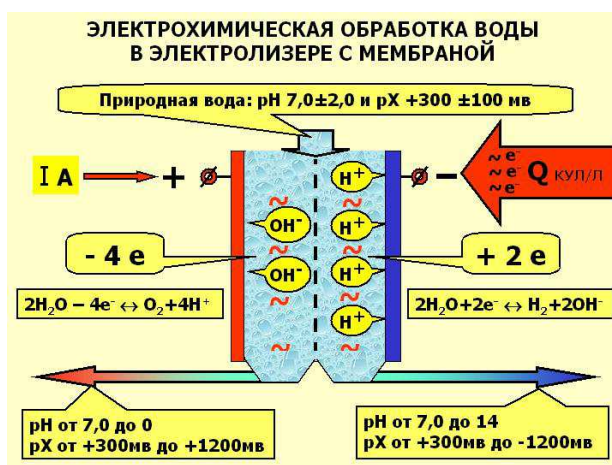 ЭЛЕКТРОХИМИЧЕСКАЯ ОБРАБОТКА ВОДЫ
В ЭЛЕКТРОЛИЗЕРЕ С МЕМБРАНОЙ
Природная вода: pH 7,0±2,0 и pX +300 ±100 мв
I A
+
–
~ e⁻
~ e⁻
~ e⁻
Q КУЛ/Л
H⁺
H⁺
H⁺
H⁺
OH⁻
OH⁻
- 4 e
+ 2 e
2H₂O – 4e⁻ ↔ O₂+4H⁺
2H₂O+2e⁻ ↔ H₂+2OH⁻
pH от 7,0 до 0
pX от +300мв до +1200мв
pH от 7,0 до 14
pX от +300мв до -1200мв